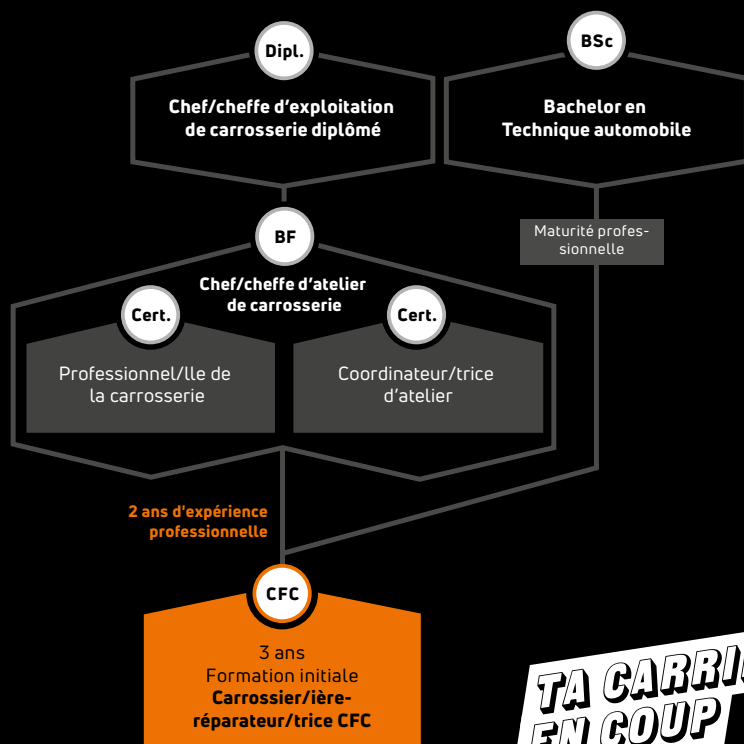 Dipl.
Chef/cheffe d'exploitation
de carrosserie diplômé
BSc
Bachelor en
Technique automobile
Maturité profes-
sionnelle
BF
Chef/cheffe d'atelier
de carrosserie
Cert.
Professionnel/lle de
la carrosserie
Cert.
Coordinateur/trice
d'atelier
2 ans d'expérience
professionnelle
CFC
3 ans
Formation initiale
Carrossier/ière-
réparateur/trice CFC
TA CARRI
EN COUP